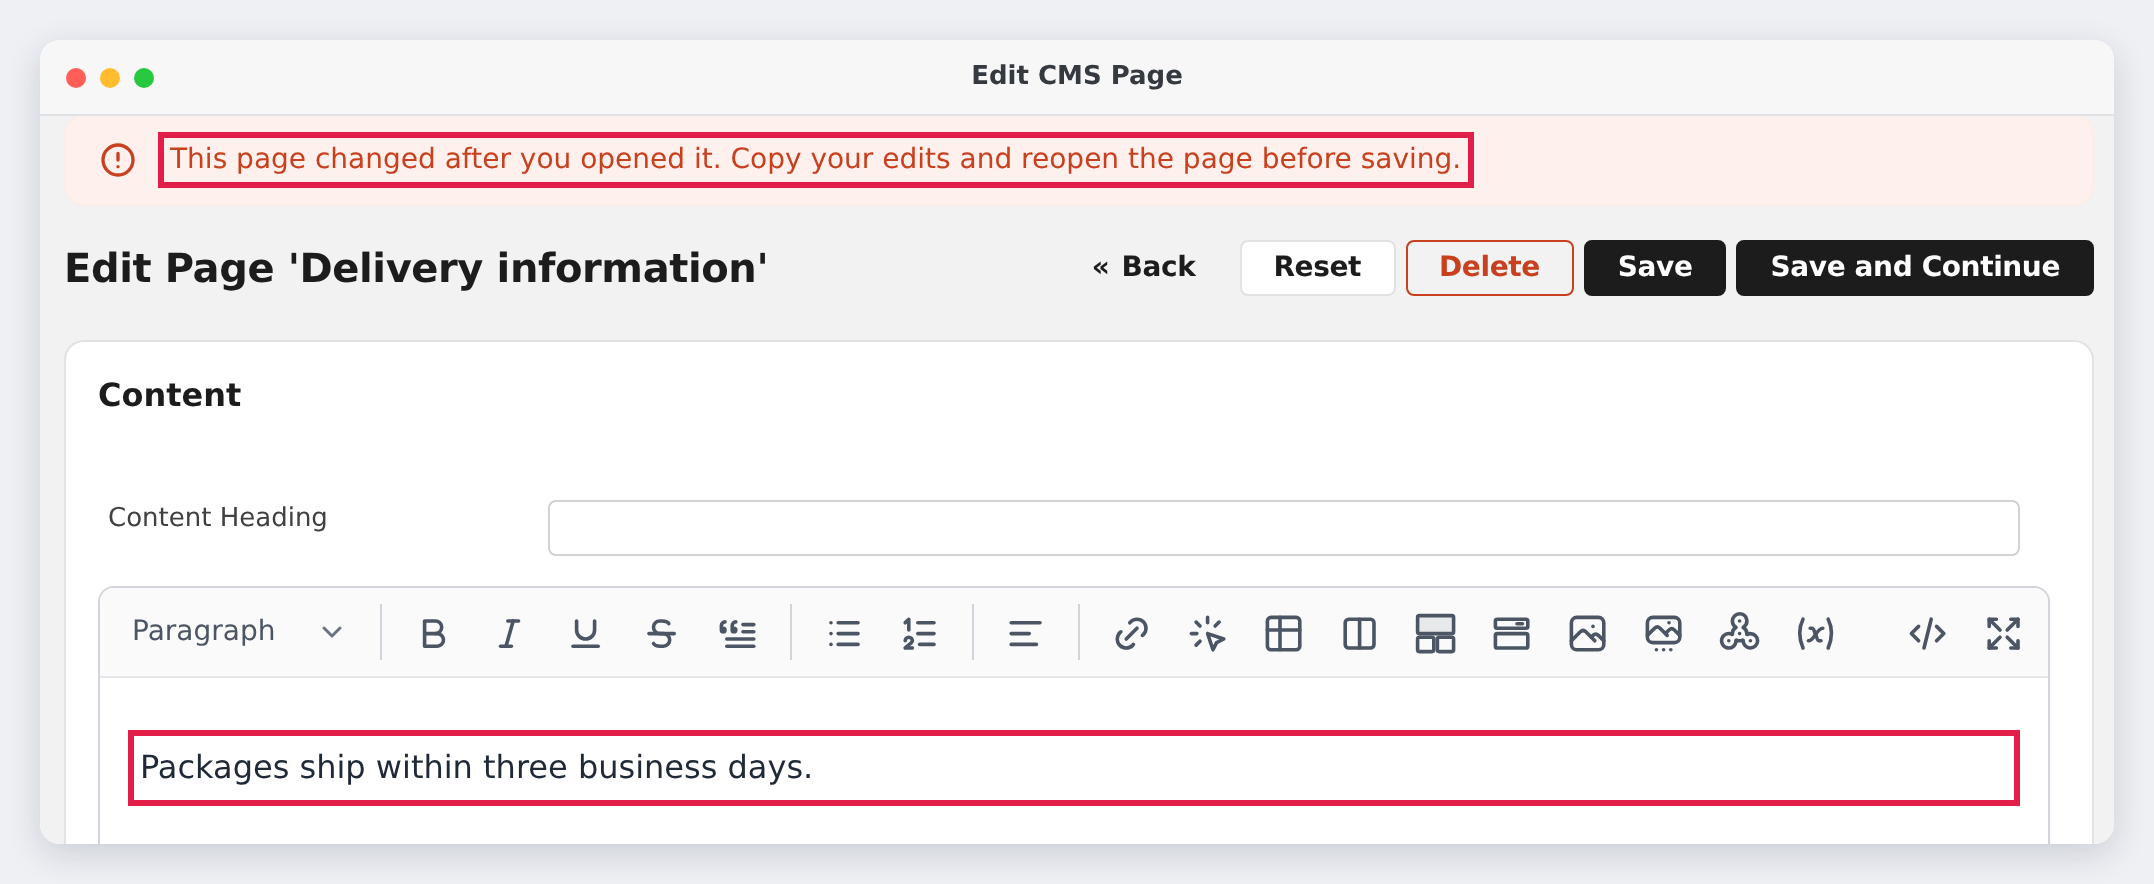 Edit CMS Page
This page changed after you opened it. Copy your edits and reopen the page before saving.
Edit Page 'Delivery information'
« Back
Reset
Delete
Save
Save and Continue
Content
Content Heading
Paragraph
Packages ship within three business days.